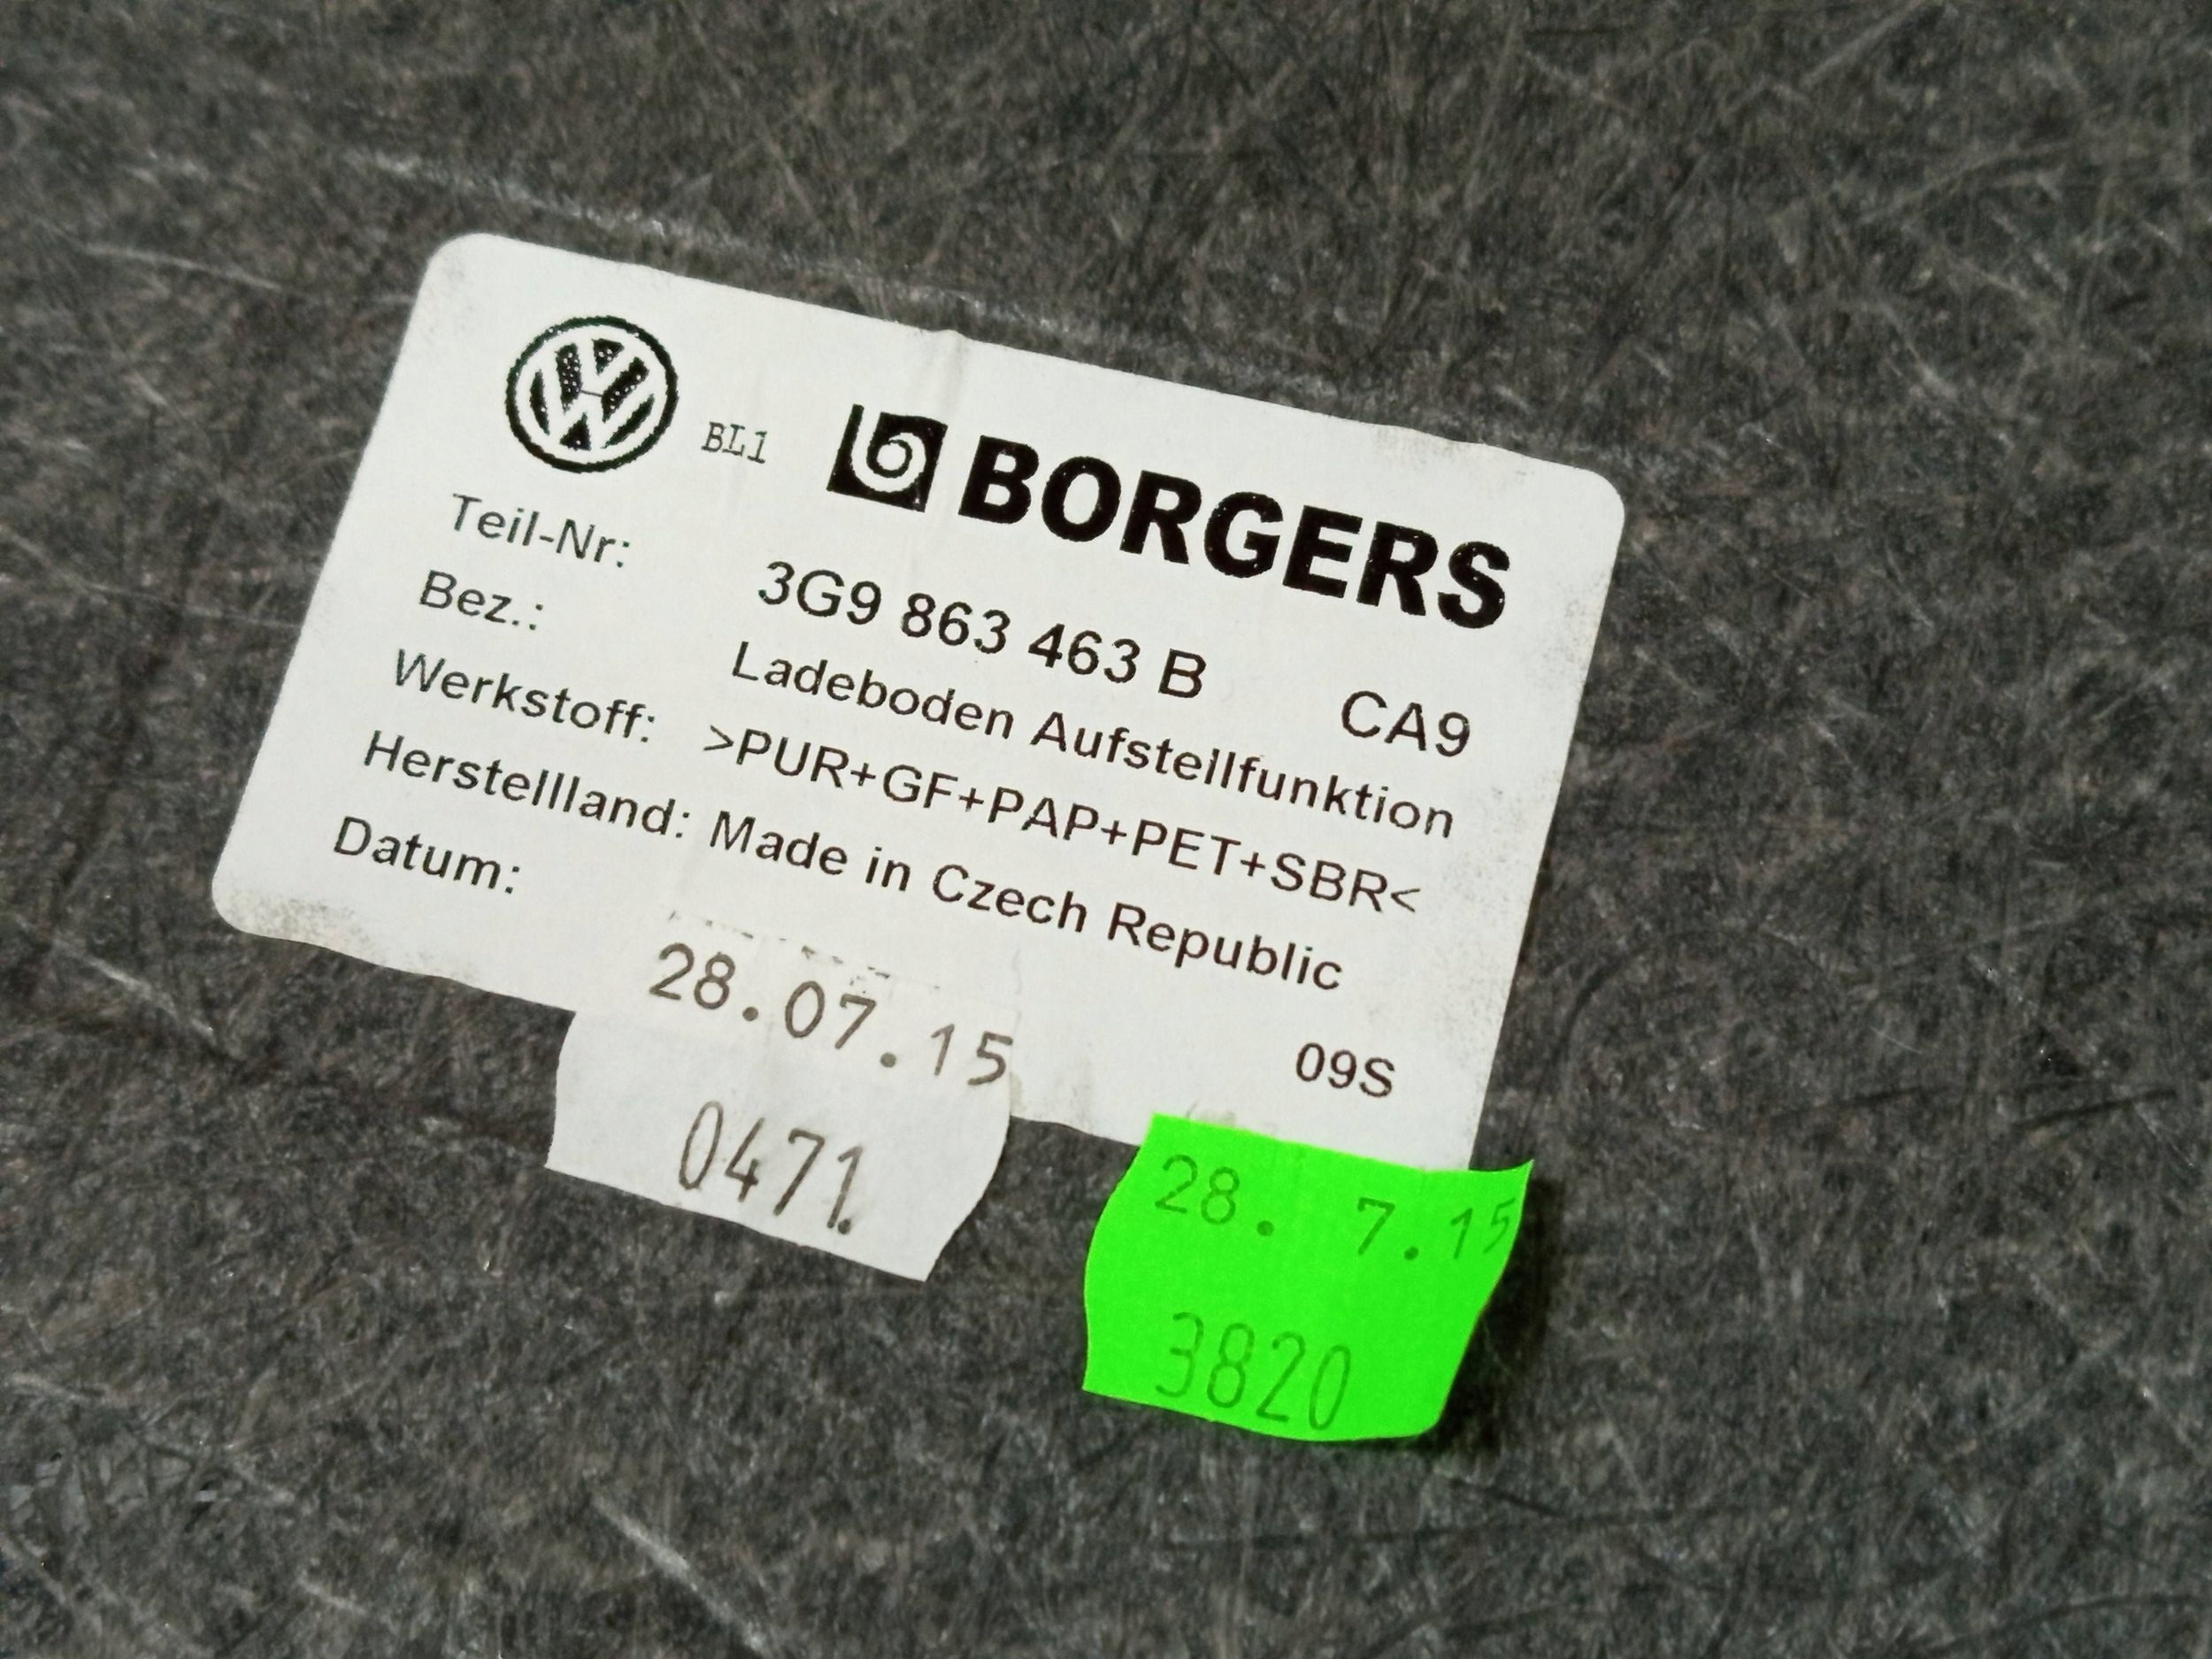 BL1 BORGERS
Teil-Nr: 3G9 863 463 B CA9
Bez.: Ladeboden Aufstellfunktion
Werkstoff: >PUR+GF+PAP+PET+SBR<
Herstellland: Made in Czech Republic
Datum: 09S
28.07.15
0471.
28. 7.15
3820